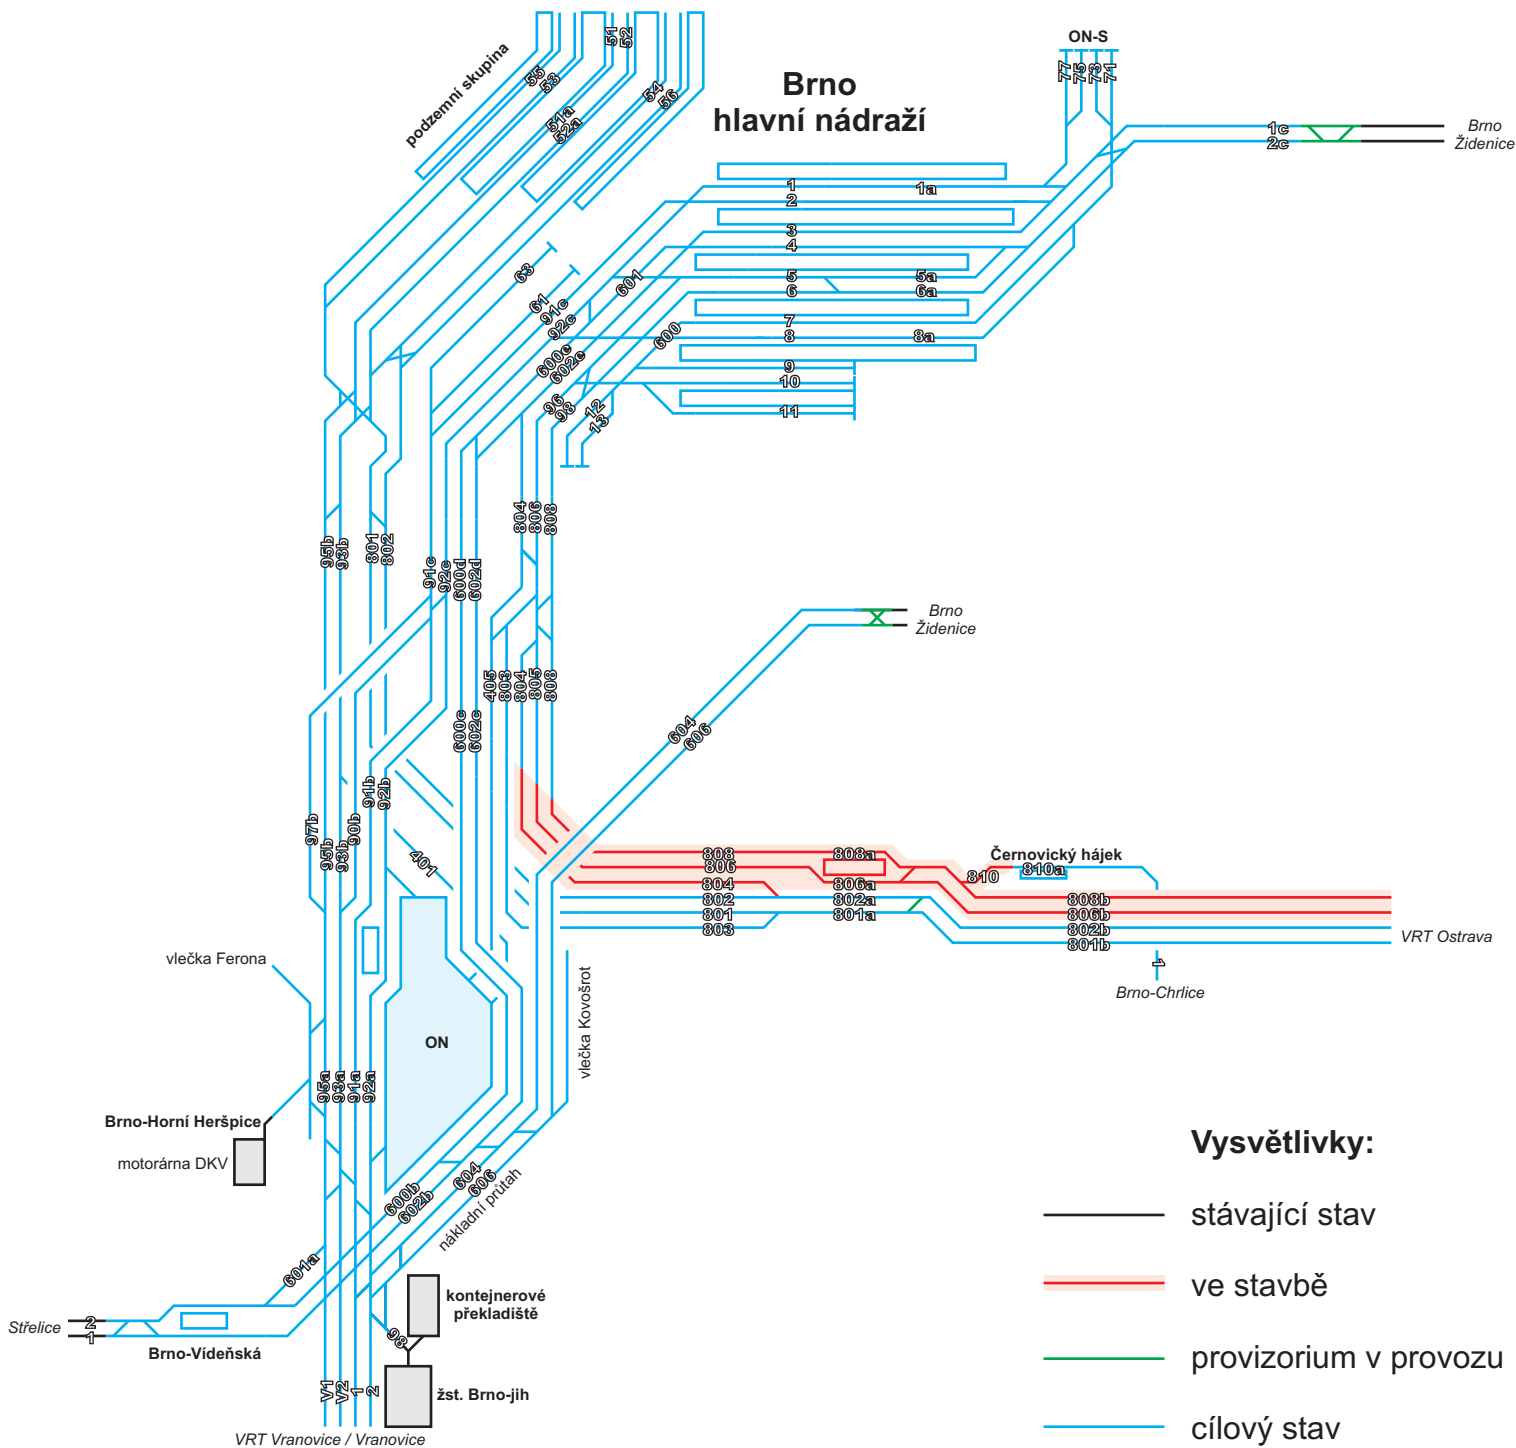 55
53
51
52
51a
52a
54
56
podzemní skupina
Brno
hlavní nádraží
ON-S
77
75
73
71
1c
2c
Brno
Židenice
1
1a
2
3
4
5
5a
6
6a
7
8
8a
9
10
11
63
61
91c
92c
601
600
600e
602e
96
98
12
13
95b
93b
801
802
91c
92c
600d
602d
804
806
808
405
803
804
805
808
600c
602c
Brno
Židenice
604
606
97b
95b
93b
90b
91b
92b
401
808
808a
806
804
806a
802
802a
801
801a
803
Černovický hájek
810
810a
808b
806b
802b
801b
VRT Ostrava
1
Brno-Chrlice
vlečka Ferona
ON
vlečka Kovošrot
95a
93a
91a
92a
Brno-Horní Heršpice
motorárna DKV
600b
602b
604
606
nákladní průtah
601a
Střelice
2
1
Brno-Vídeňská
98
kontejnerové
překladiště
žst. Brno-jih
V1
V2
1
2
VRT Vranovice / Vranovice
Vysvětlivky:
stávající stav
ve stavbě
provizorium v provozu
cílový stav